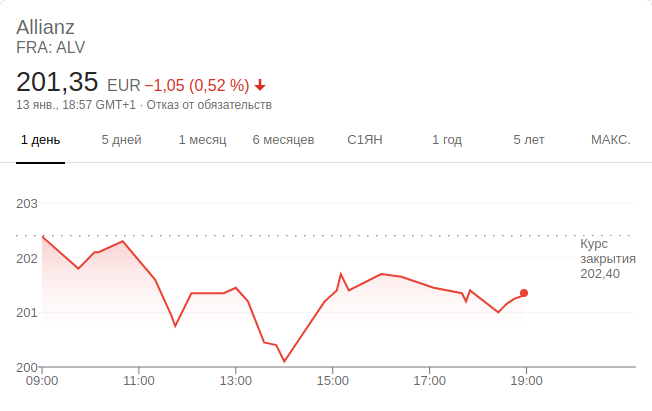 Allianz
FRA: ALV
201,35 EUR −1,05 (0,52 %)
13 янв., 18:57 GMT+1 · Отказ от обязательств
1 день 5 дней 1 месяц 6 месяцев С1ЯН 1 год 5 лет МАКС.
203
Курс
202
закрытия
202,40
201
200
09:00 11:00 13:00 15:00 17:00 19:00